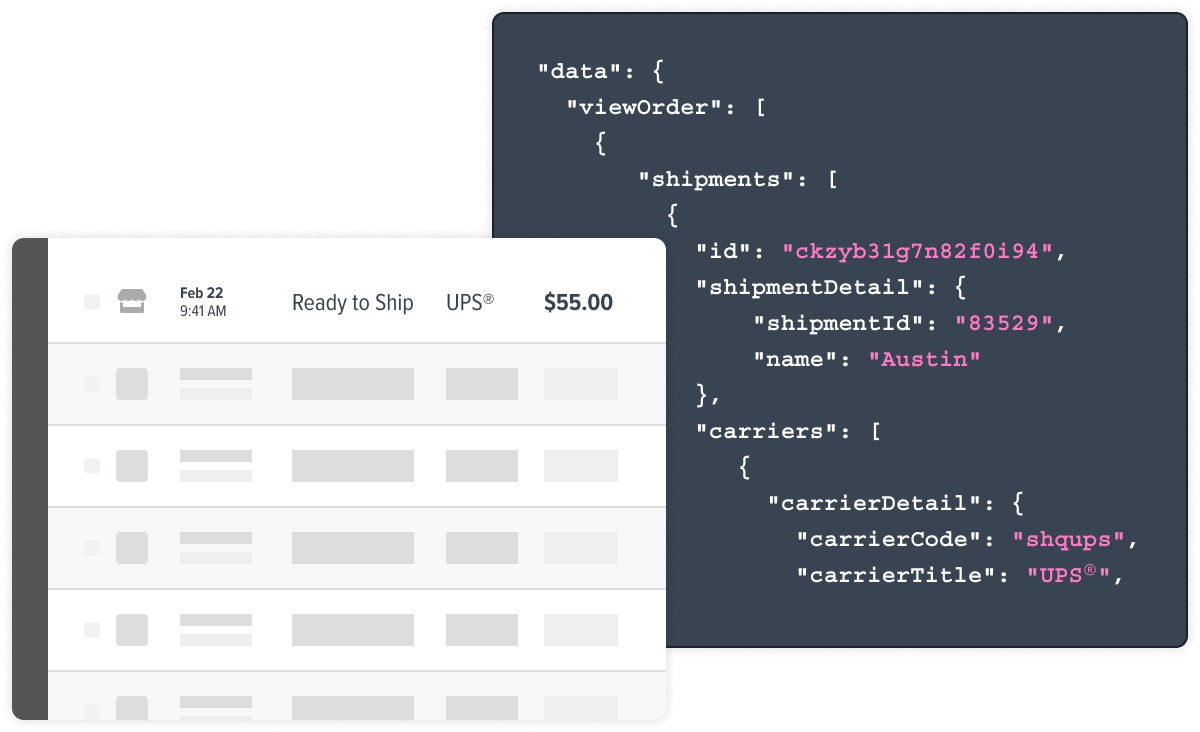 "data": {
"viewOrder": [
{
"shipments": [
{
"id": "ckzyb31g7n82f0i94",
"shipmentDetail": {
"shipmentId": "83529",
"name": "Austin"
},
"carriers": [
{
"carrierDetail": {
"carrierCode": "shqups",
"carrierTitle": "UPS®",
Feb 22
9:41 AM
Ready to Ship
UPS®
$55.00